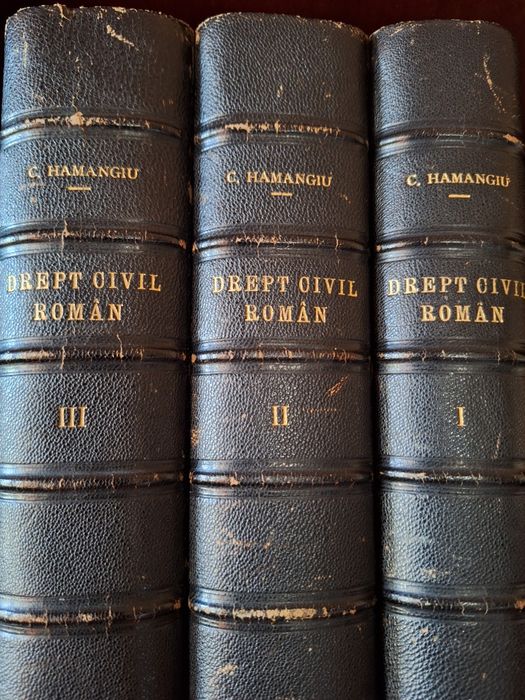 C. HAMANGIU
DREPT CIVIL
ROMÂN
III
C. HAMANGIU
DREPT CIVIL
ROMÂN
II
C. HAMANGIU
DREPT CIVIL
ROMÂN
I